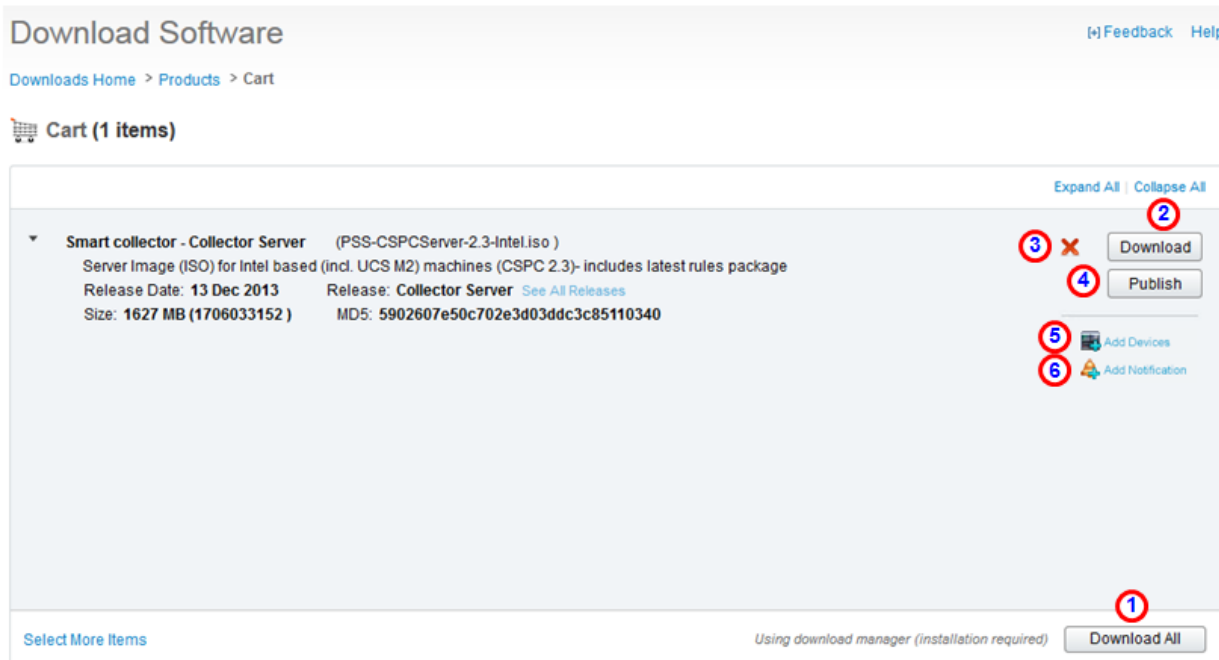 Download Software
[+] Feedback Help
Downloads Home > Products > Cart
Cart (1 items)
Expand All | Collapse All
2
Smart collector - Collector Server (PSS-CSPCServer-2.3-Intel.iso )
3
Download
Server Image (ISO) for Intel based (incl. UCS M2) machines (CSPC 2.3)- includes latest rules package
Release Date: 13 Dec 2013 Release: Collector Server See All Releases
4 Publish
Size: 1627 MB (1706033152 ) MD5: 5902607e50c702e3d03ddc3c85110340
5 Add Devices
6 Add Notification
1
Select More Items
Using download manager (installation required)
Download All